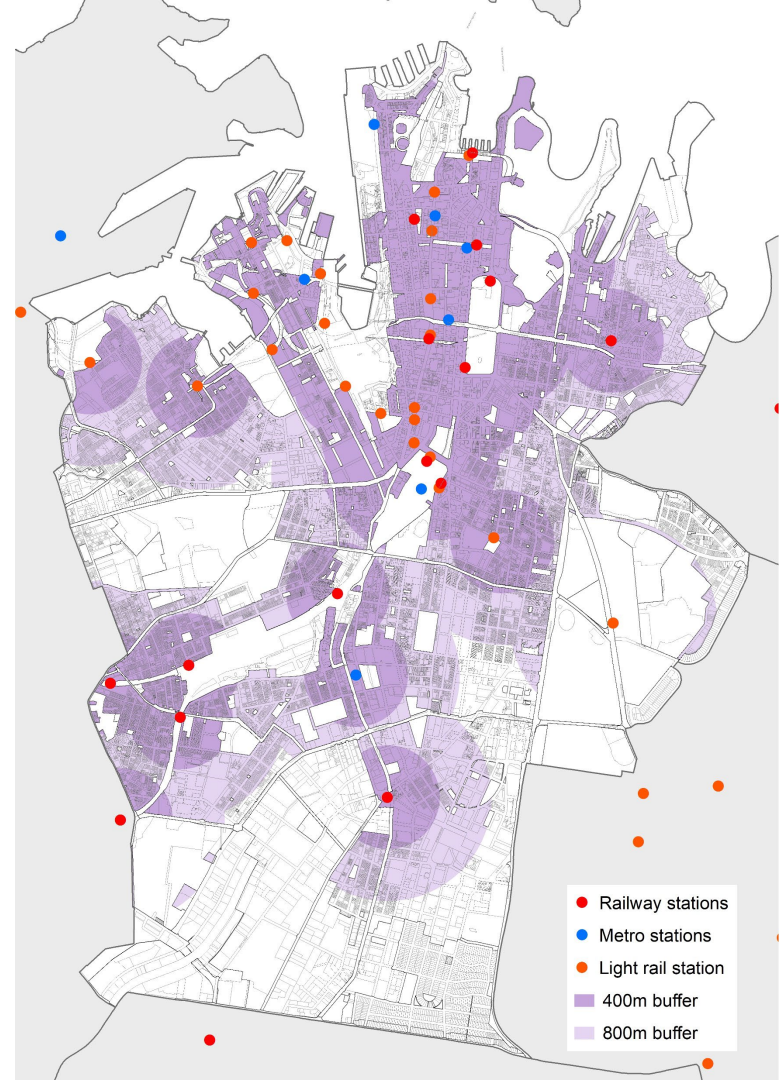 Railway stations
Metro stations
Light rail station
400m buffer
800m buffer